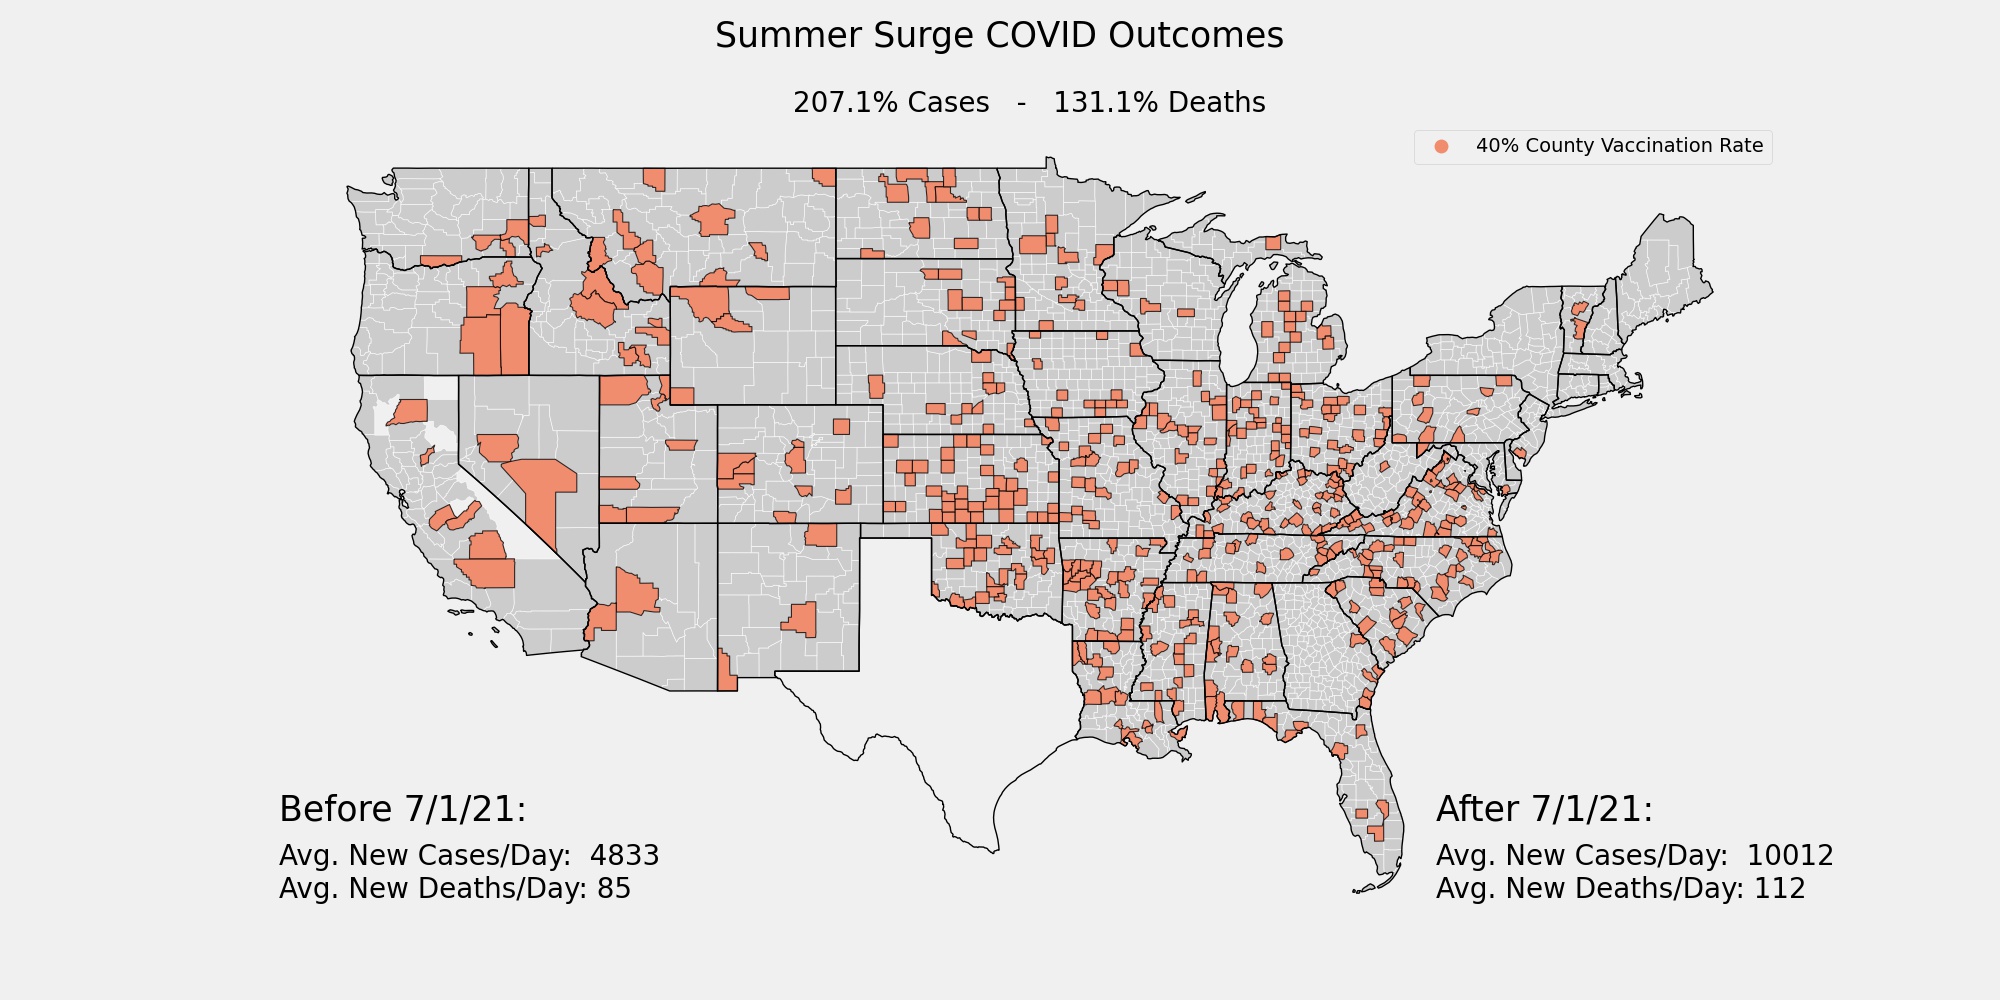 Summer Surge COVID Outcomes
207.1% Cases - 131.1% Deaths
40% County Vaccination Rate
Before 7/1/21:
Avg. New Cases/Day: 4833
Avg. New Deaths/Day: 85
After 7/1/21:
Avg. New Cases/Day: 10012
Avg. New Deaths/Day: 112